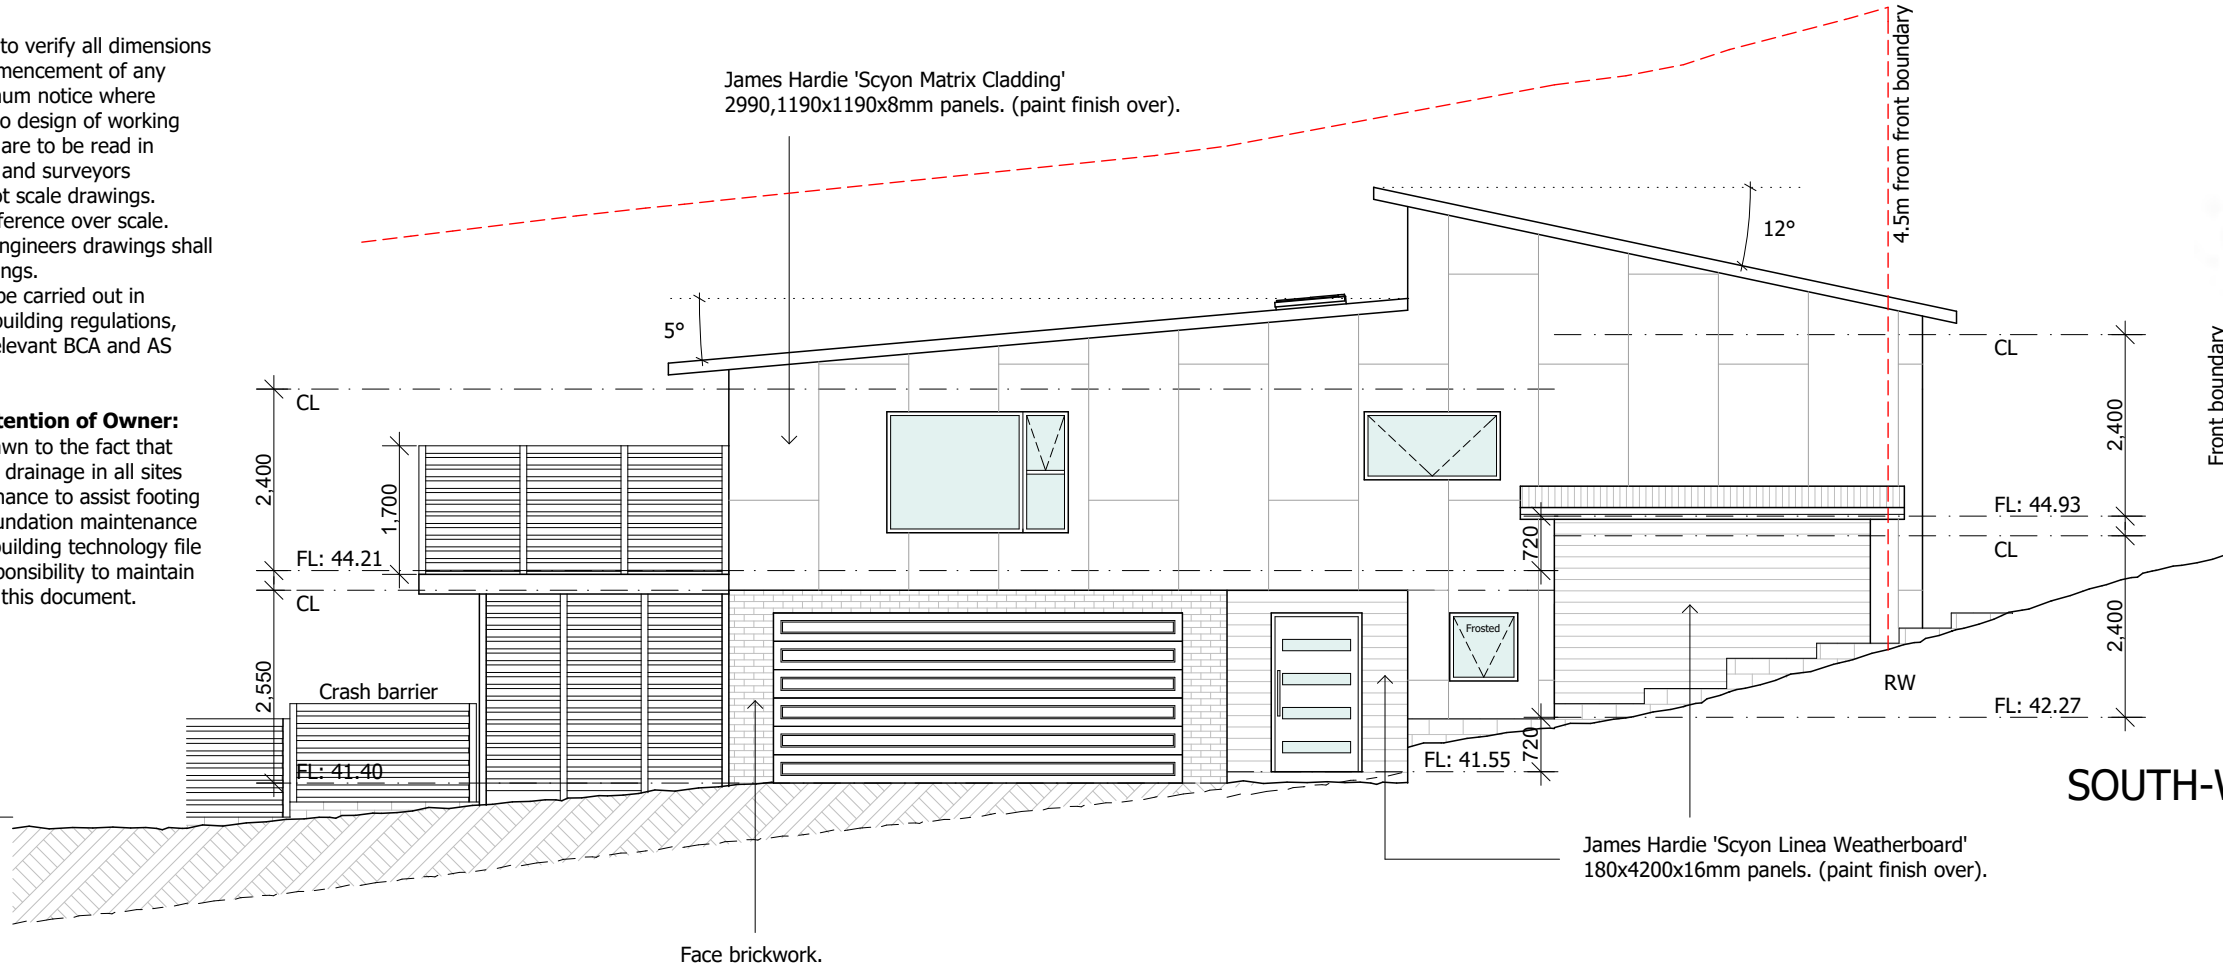 to verify all dimensions
mencement of any
num notice where
o design of working
are to be read in
and surveyors
ot scale drawings.
ference over scale.
ngineers drawings shall
ngs.
be carried out in
building regulations,
elevant BCA and AS
tention of Owner:
awn to the fact that
drainage in all sites
nance to assist footing
undation maintenance
building technology file
ponsibility to maintain
this document.
James Hardie 'Scyon Matrix Cladding'
2990,1190x1190x8mm panels. (paint finish over).
4.5m from front boundary
12°
5°
CL
CL
2,400
1,700
FL: 44.21
CL
2,550
Crash barrier
FL: 41.40
Frosted
720
720
FL: 41.55
2,400
FL: 44.93
CL
2,400
RW
FL: 42.27
Front boundary
SOUTH-W
James Hardie 'Scyon Linea Weatherboard'
180x4200x16mm panels. (paint finish over).
Face brickwork.